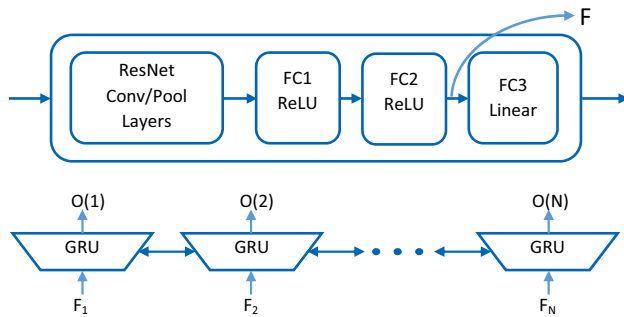 F
ResNet
Conv/Pool
Layers
FC1
ReLU
FC2
ReLU
FC3
Linear
O(1) O(2) O(N)
GRU GRU GRU
F1 F2 FN